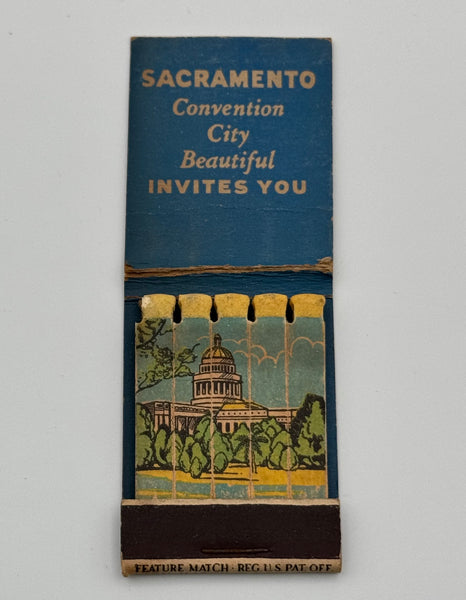 SACRAMENTO
Convention
City
Beautiful
INVITES YOU
FEATURE MATCH · REG U.S. PAT. OFF.